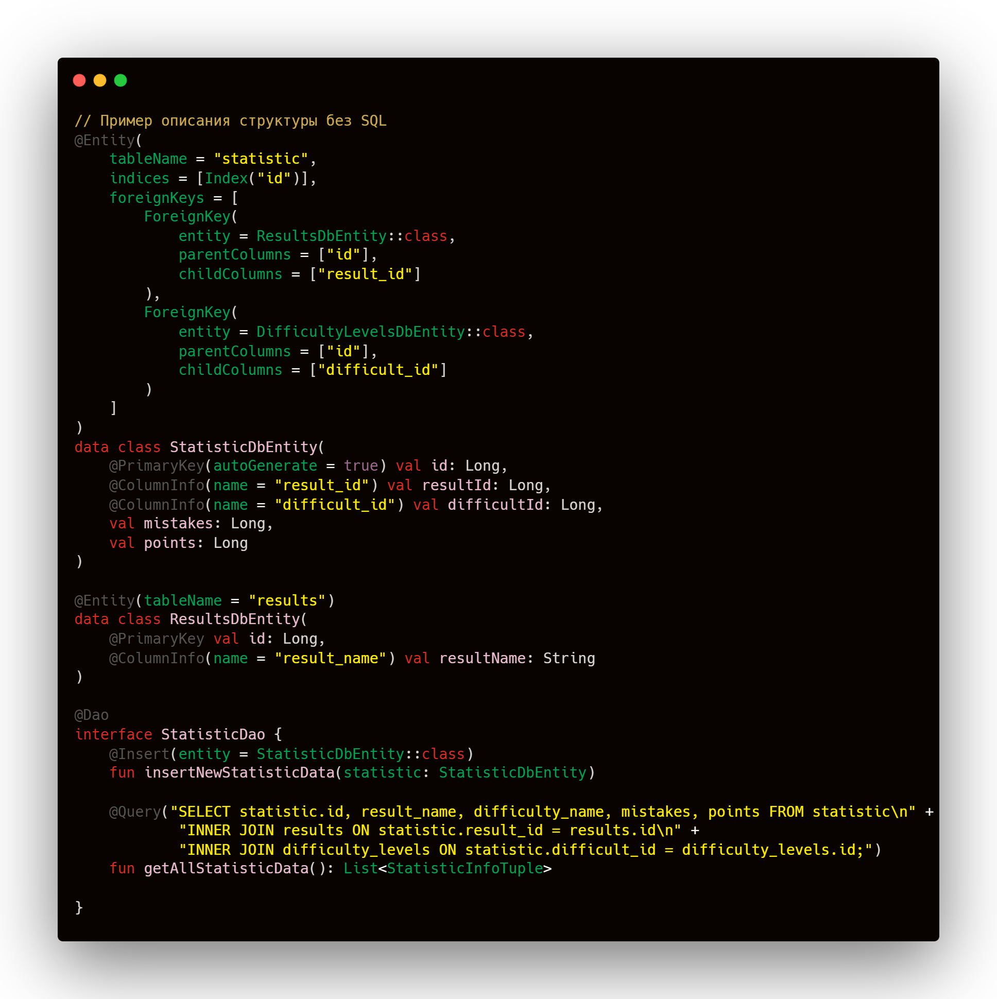 // Пример описания структуры без SQL
@Entity(
    tableName = "statistic",
    indices = [Index("id")],
    foreignKeys = [
        ForeignKey(
            entity = ResultsDbEntity::class,
            parentColumns = ["id"],
            childColumns = ["result_id"]
        ),
        ForeignKey(
            entity = DifficultyLevelsDbEntity::class,
            parentColumns = ["id"],
            childColumns = ["difficult_id"]
        )
    ]
)
data class StatisticDbEntity(
    @PrimaryKey(autoGenerate = true) val id: Long,
    @ColumnInfo(name = "result_id") val resultId: Long,
    @ColumnInfo(name = "difficult_id") val difficultId: Long,
    val mistakes: Long,
    val points: Long
)

@Entity(tableName = "results")
data class ResultsDbEntity(
    @PrimaryKey val id: Long,
    @ColumnInfo(name = "result_name") val resultName: String
)

@Dao
interface StatisticDao {
    @Insert(entity = StatisticDbEntity::class)
    fun insertNewStatisticData(statistic: StatisticDbEntity)

    @Query("SELECT statistic.id, result_name, difficulty_name, mistakes, points FROM statistic\n" +
            "INNER JOIN results ON statistic.result_id = results.id\n" +
            "INNER JOIN difficulty_levels ON statistic.difficult_id = difficulty_levels.id;")
    fun getAllStatisticData(): List<StatisticInfoTuple>

}